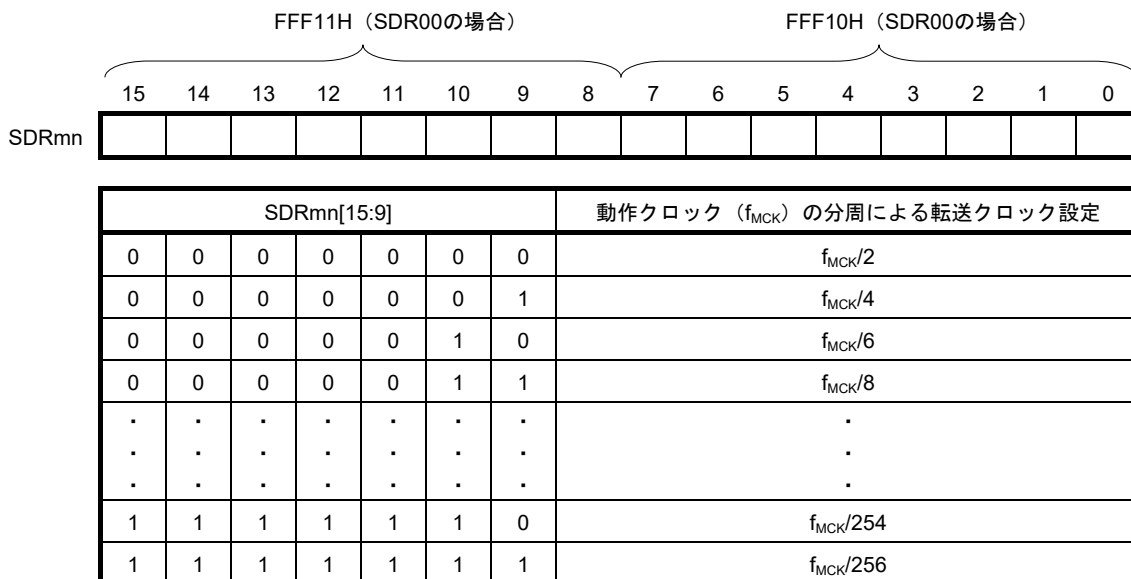 FFF11H（SDR00の場合） FFF10H（SDR00の場合）
15 14 13 12 11 10 9 8 7 6 5 4 3 2 1 0
SDRmn
SDRmn[15:9] 動作クロック（fMCK）の分周による転送クロック設定
0 0 0 0 0 0 0 fMCK/2
0 0 0 0 0 0 1 fMCK/4
0 0 0 0 0 1 0 fMCK/6
0 0 0 0 0 1 1 fMCK/8
・ ・ ・ ・ ・ ・ ・ ・
・ ・ ・ ・ ・ ・ ・ ・
・ ・ ・ ・ ・ ・ ・ ・
1 1 1 1 1 1 0 fMCK/254
1 1 1 1 1 1 1 fMCK/256